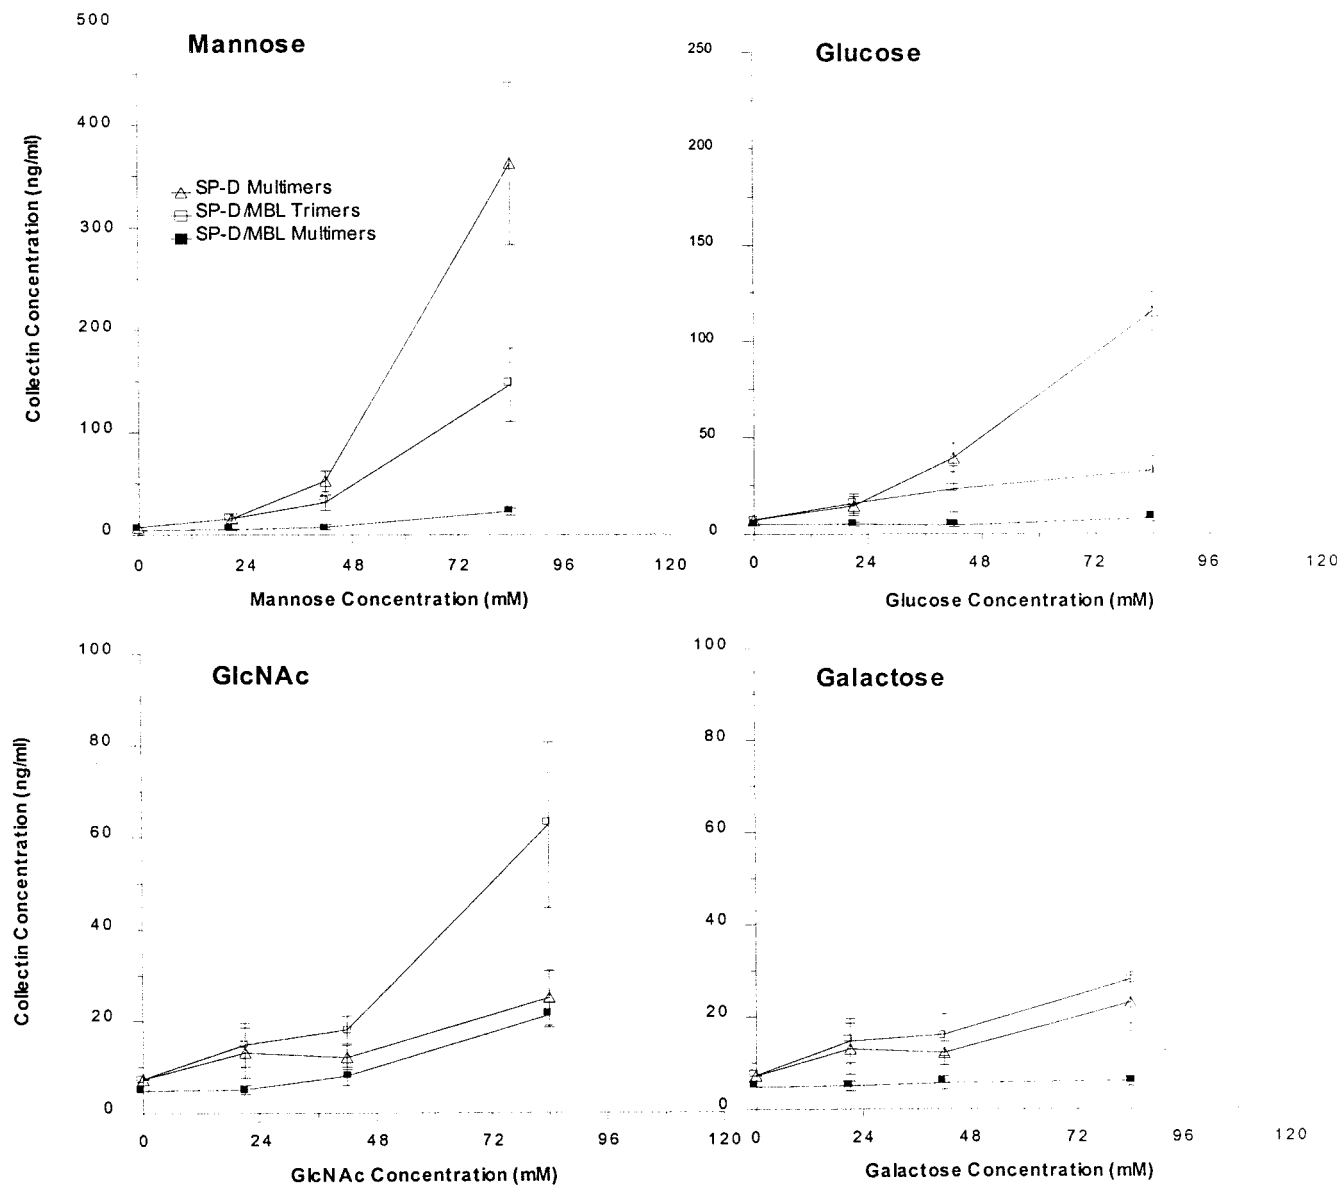 Mannose
500
400
300
200
100
0
Collectin Concentration (ng/ml)
SP-D Multimers
SP-D/MBL Trimers
SP-D/MBL Multimers
0 24 48 72 96 120
Mannose Concentration (mM)
Glucose
250
200
150
100
50
0
0 24 48 72 96 120
Glucose Concentration (mM)
GlcNAc
100
80
60
40
20
0
Collectin Concentration (ng/ml)
0 24 48 72 96 120
GlcNAc Concentration (mM)
Galactose
100
80
60
40
20
0
0 24 48 72 96 120
Galactose Concentration (mM)